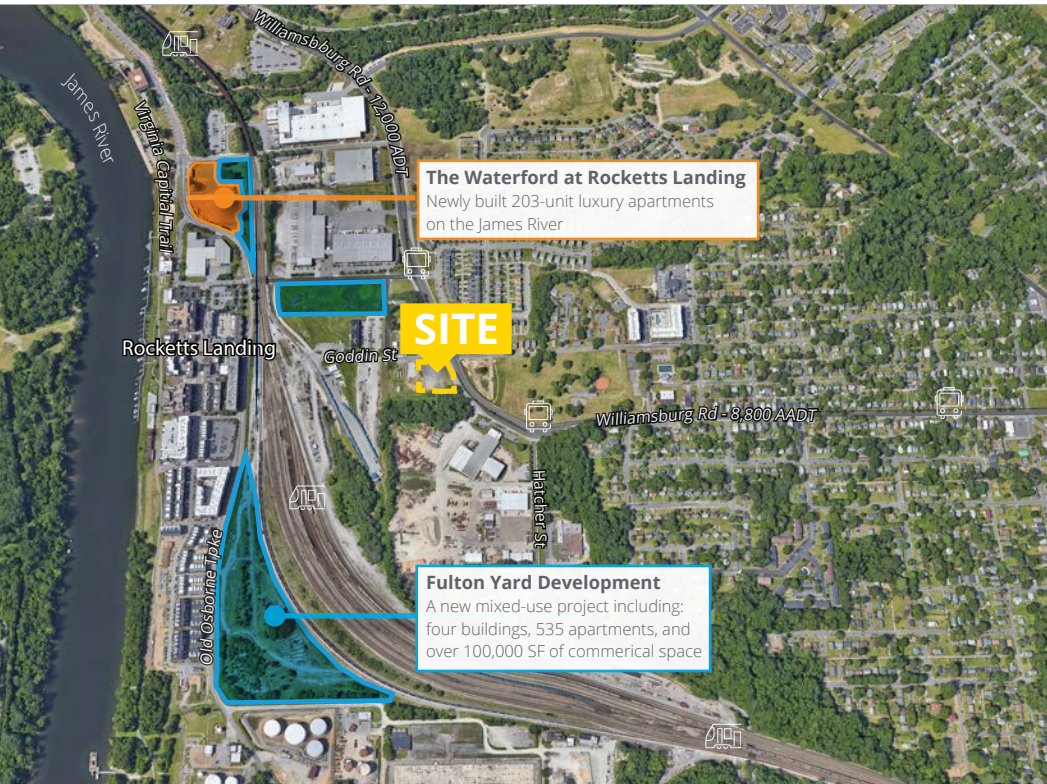 Williamsbburg Rd - 12,000 ADT
James River
Virginia Capitial Trail
The Waterford at Rocketts Landing
Newly built 203-unit luxury apartments
on the James River
SITE
Rocketts Landing
Goddin St
Williamsburg Rd - 8,800 AADT
Hatcher St
Old Osborne Tpke
Fulton Yard Development
A new mixed-use project including:
four buildings, 535 apartments, and
over 100,000 SF of commerical space